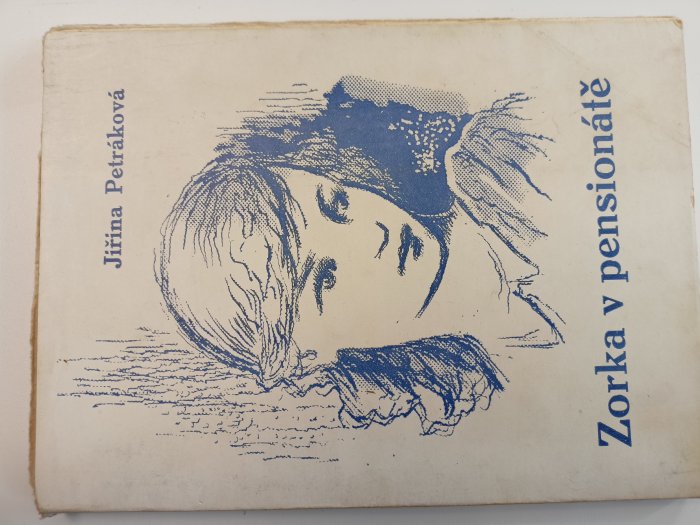 Jiřina Petráková
Zorka v pensionátě